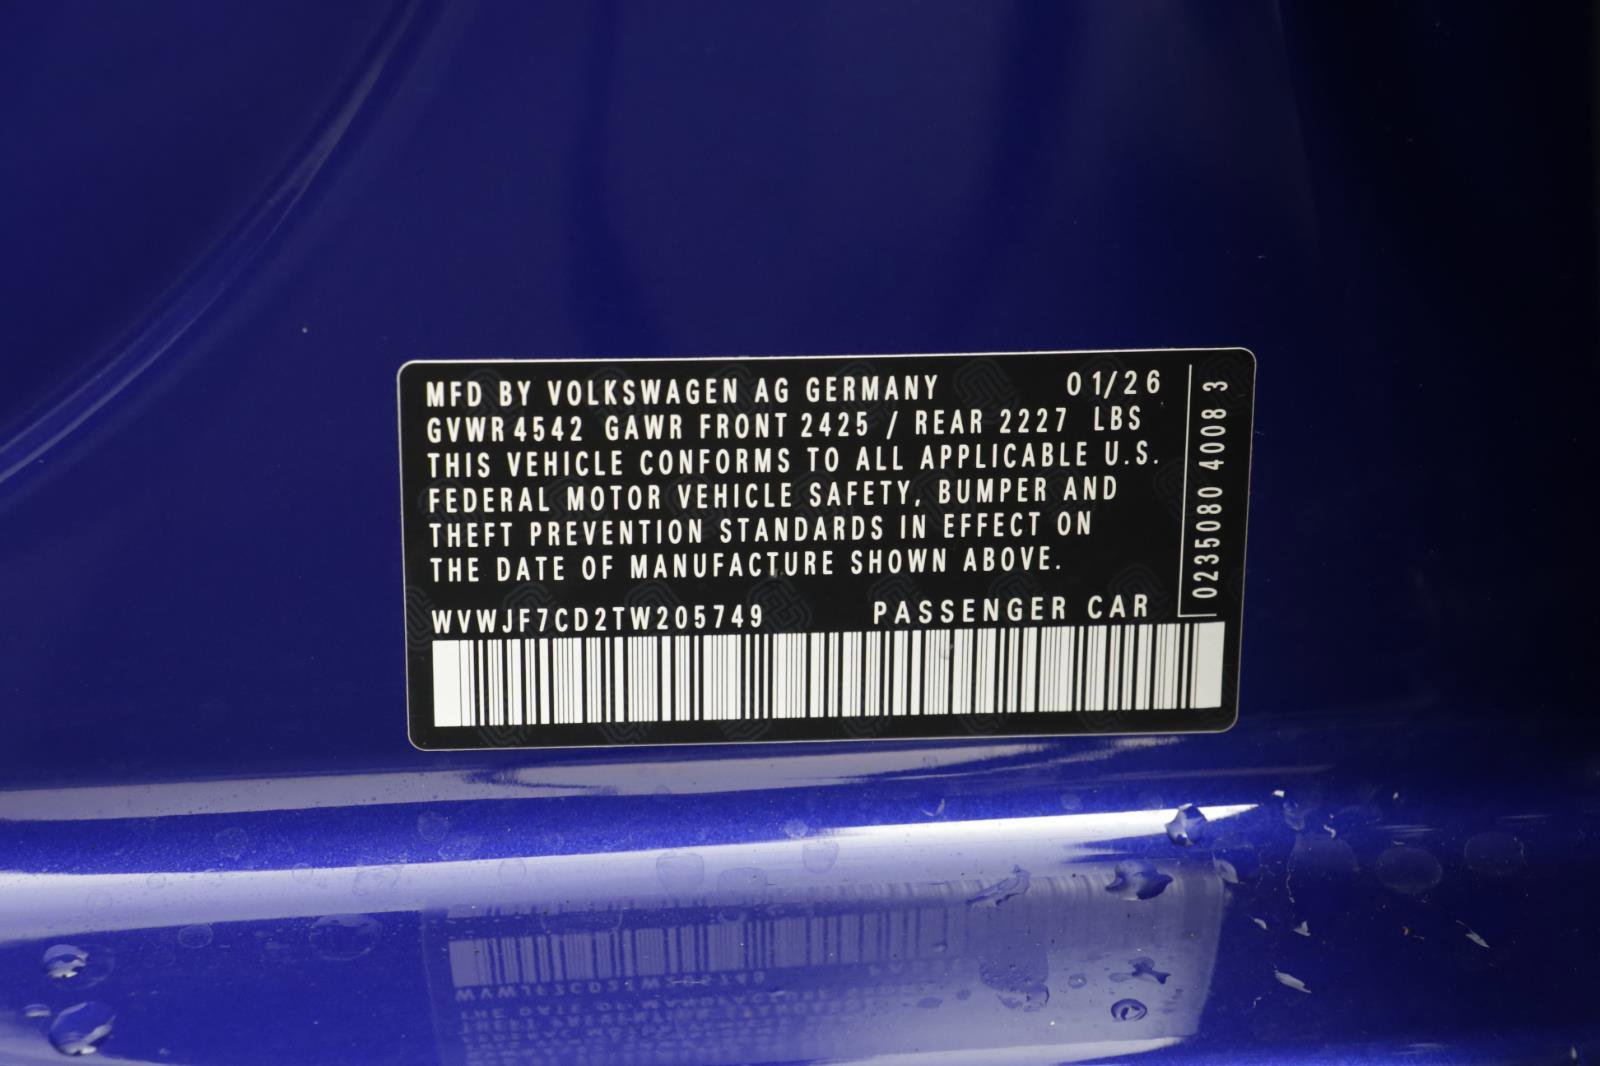 MFD BY VOLKSWAGEN AG GERMANY 01/26
GVWR 4542 GAWR FRONT 2425 / REAR 2227 LBS
THIS VEHICLE CONFORMS TO ALL APPLICABLE U.S.
FEDERAL MOTOR VEHICLE SAFETY, BUMPER AND
THEFT PREVENTION STANDARDS IN EFFECT ON
THE DATE OF MANUFACTURE SHOWN ABOVE.
WVWJF7CD2TW205749 PASSENGER CAR
0235080 4008 3